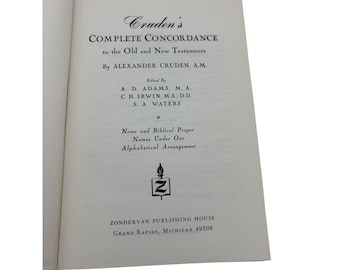 Cruden's
COMPLETE CONCORDANCE
to the Old and New Testaments
By ALEXANDER CRUDEN, A.M.
Edited By
A. D. ADAMS, M. A.
C. H. IRWIN, M.A., D.D.
S. A. WATERS
Notes and Biblical Proper
Names Under One
Alphabetical Arrangement
Z
ZONDERVAN PUBLISHING HOUSE
GRAND RAPIDS, MICHIGAN 49506